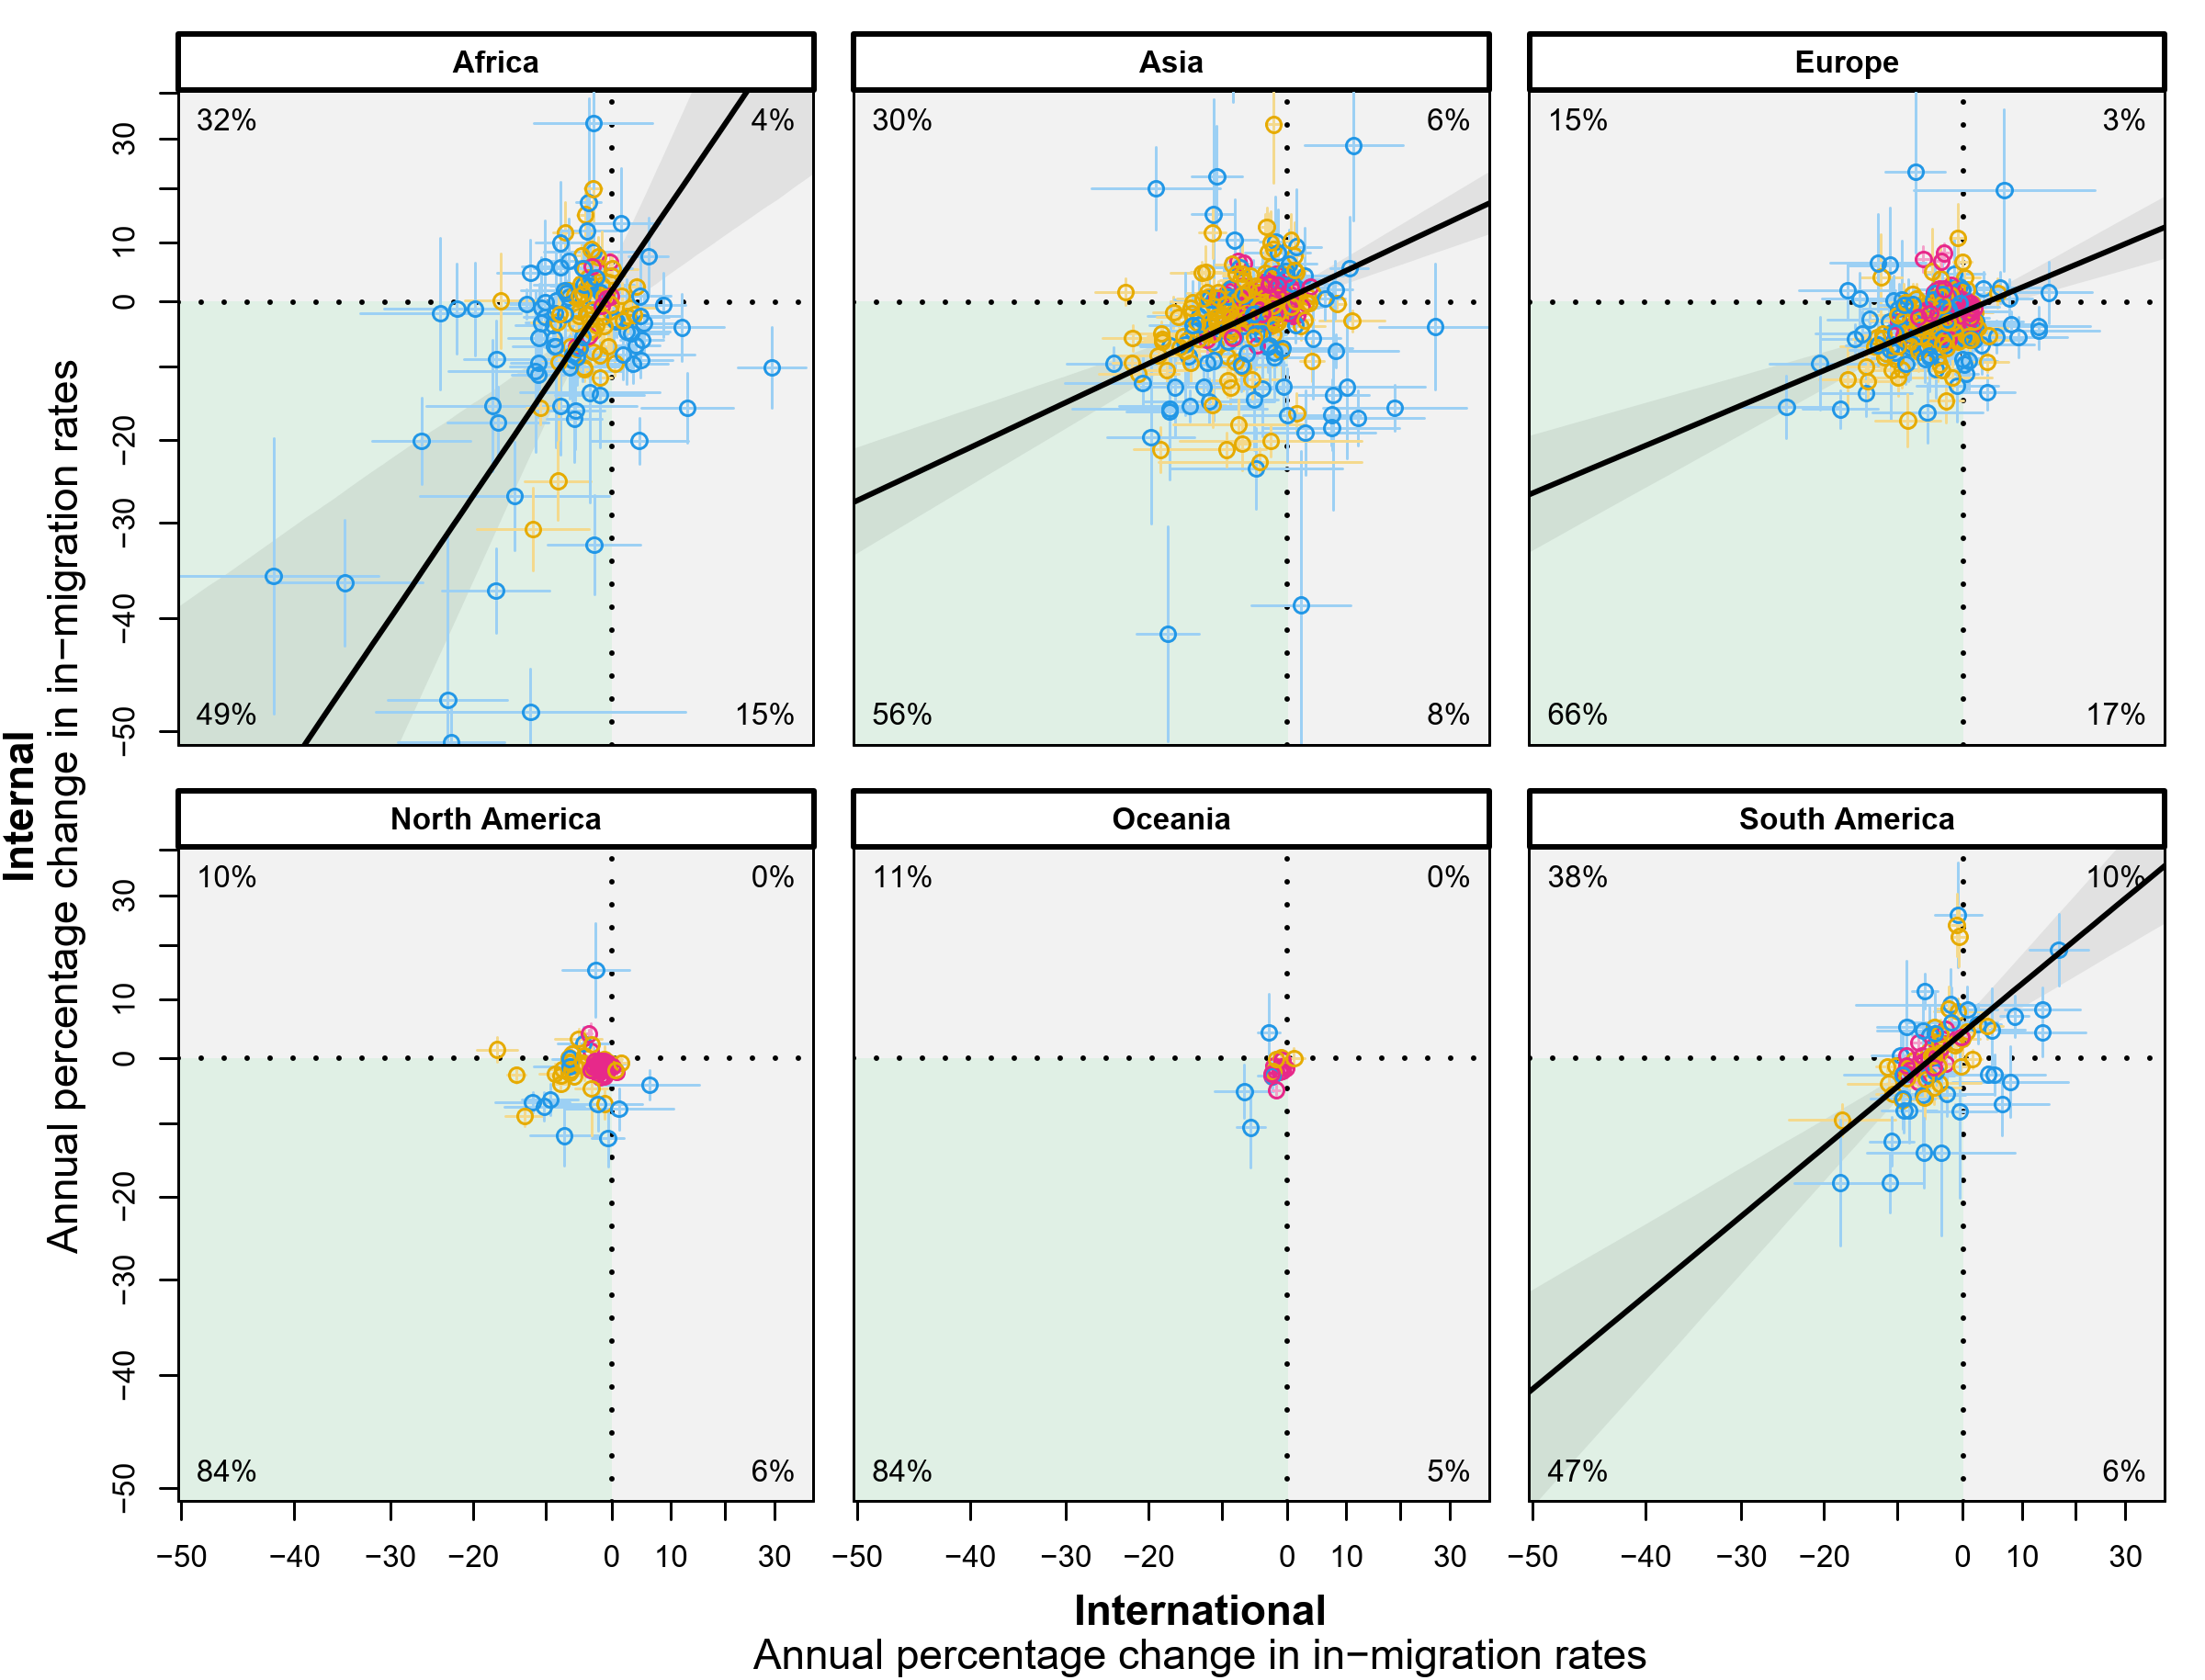 Africa
Asia
Europe
32%
4%
30%
6%
15%
3%
30
10
0
−20
−30
−40
−50
49%
15%
56%
8%
66%
17%
Internal
Annual percentage change in in−migration rates
North America
Oceania
South America
10%
0%
11%
0%
38%
10%
30
10
0
−20
−30
−40
−50
84%
6%
84%
5%
47%
6%
−50 −40 −30 −20 0 10 30
−50 −40 −30 −20 0 10 30
−50 −40 −30 −20 0 10 30
International
Annual percentage change in in−migration rates